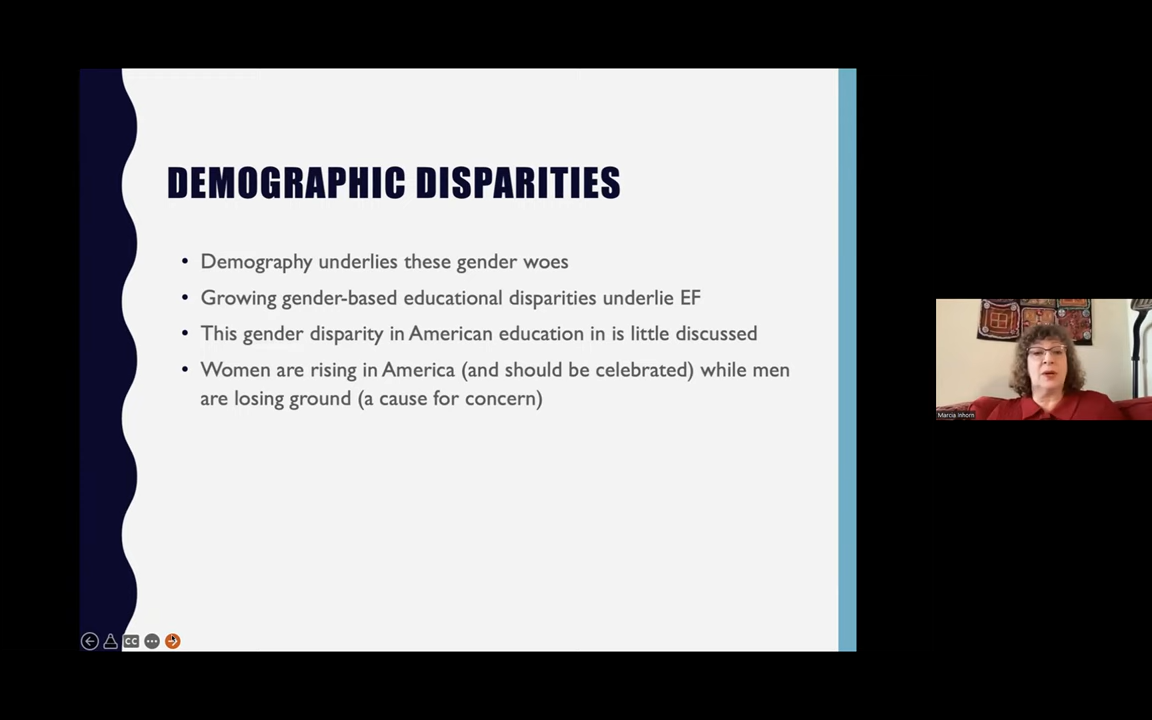 DEMOGRAPHIC DISPARITIES
• Demography underlies these gender woes
• Growing gender-based educational disparities underlie EF
• This gender disparity in American education in is little discussed
• Women are rising in America (and should be celebrated) while men
are losing ground (a cause for concern)
Marcia Inhorn
CC